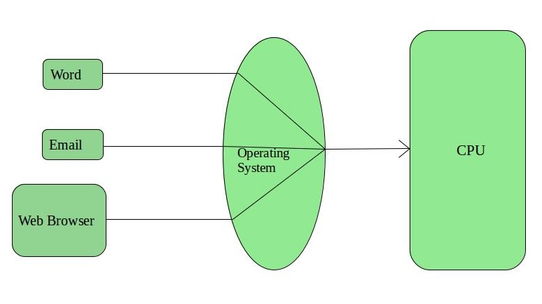 Word
Email
Web Browser
Operating
System
CPU